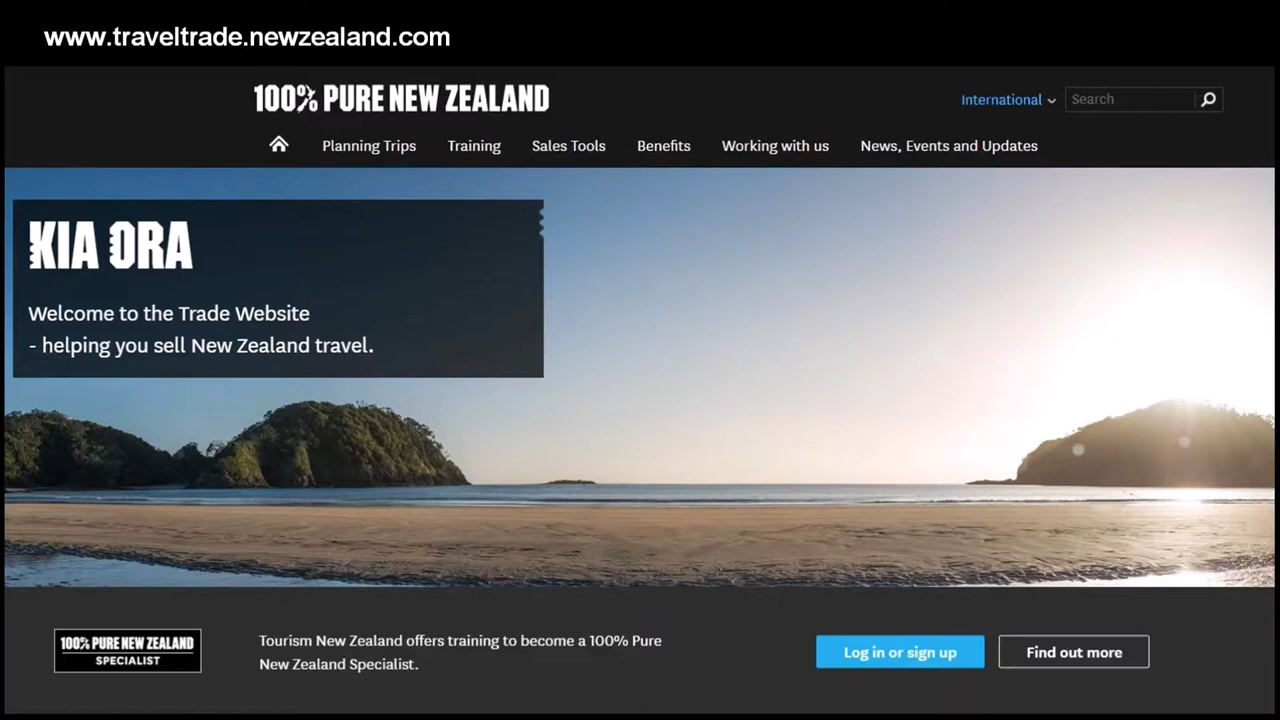 www.traveltrade.newzealand.com
100% PURE NEW ZEALAND
International
Search
Planning Trips
Training
Sales Tools
Benefits
Working with us
News, Events and Updates
KIA ORA
Welcome to the Trade Website
- helping you sell New Zealand travel.
100% PURE NEW ZEALAND
SPECIALIST
Tourism New Zealand offers training to become a 100% Pure
New Zealand Specialist.
Log in or sign up
Find out more